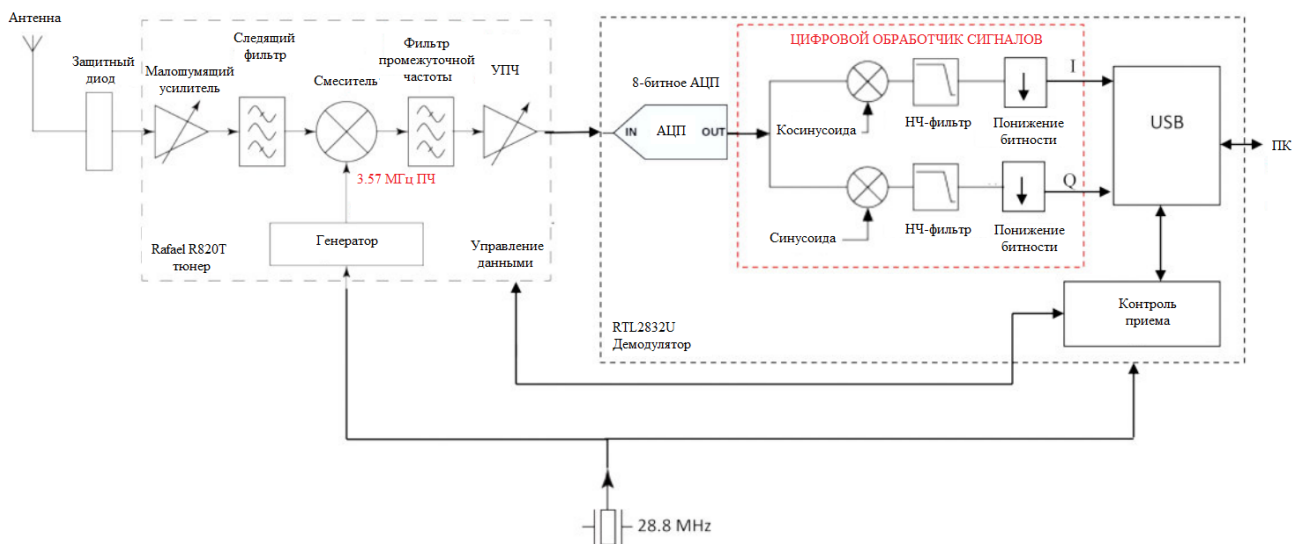 Антенна
Защитный
диод
Малошумящий
усилитель
Следящий
фильтр
Смеситель
Фильтр
промежуточной
частоты
УПЧ
3.57 МГц ПЧ
Генератор
Rafael R820T
тюнер
Управление
данными
8-битное АЦП
IN
АЦП
OUT
ЦИФРОВОЙ ОБРАБОТЧИК СИГНАЛОВ
Косинусоида
НЧ-фильтр
Понижение
битности
I
Синусоида
НЧ-фильтр
Понижение
битности
Q
USB
ПК
Контроль
приема
RTL2832U
Демодулятор
28.8 MHz